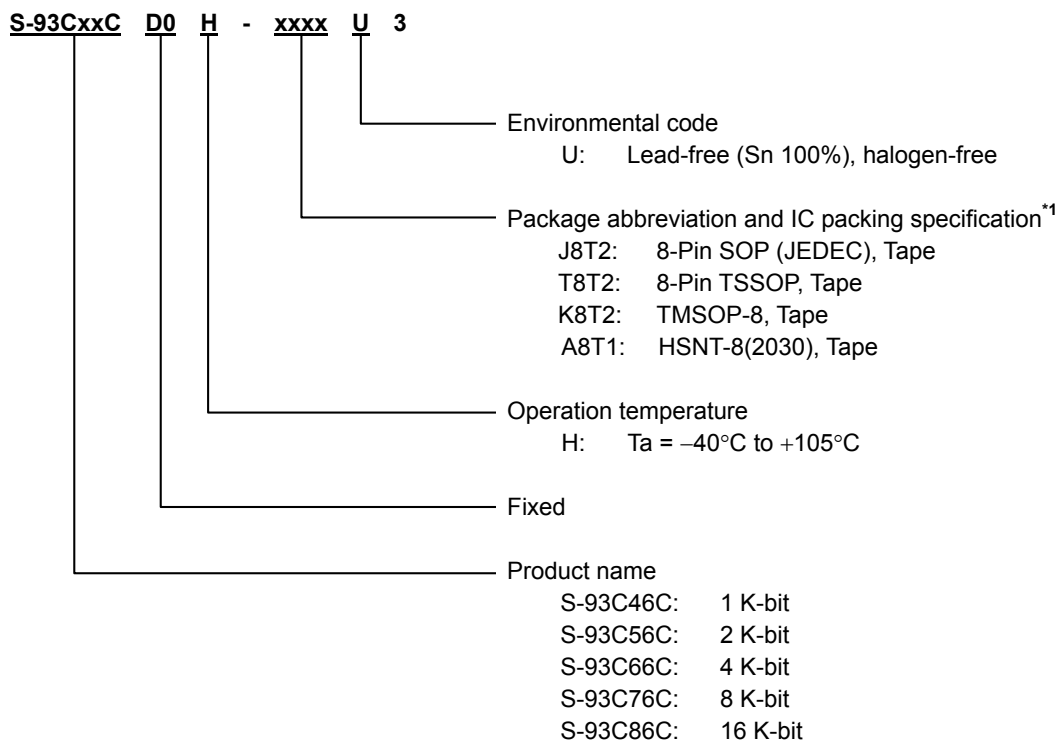 S-93CxxC D0 H - xxxx U 3
Environmental code
U: Lead-free (Sn 100%), halogen-free
Package abbreviation and IC packing specification*1
J8T2: 8-Pin SOP (JEDEC), Tape
T8T2: 8-Pin TSSOP, Tape
K8T2: TMSOP-8, Tape
A8T1: HSNT-8(2030), Tape
Operation temperature
H: Ta = −40°C to +105°C
Fixed
Product name
S-93C46C: 1 K-bit
S-93C56C: 2 K-bit
S-93C66C: 4 K-bit
S-93C76C: 8 K-bit
S-93C86C: 16 K-bit